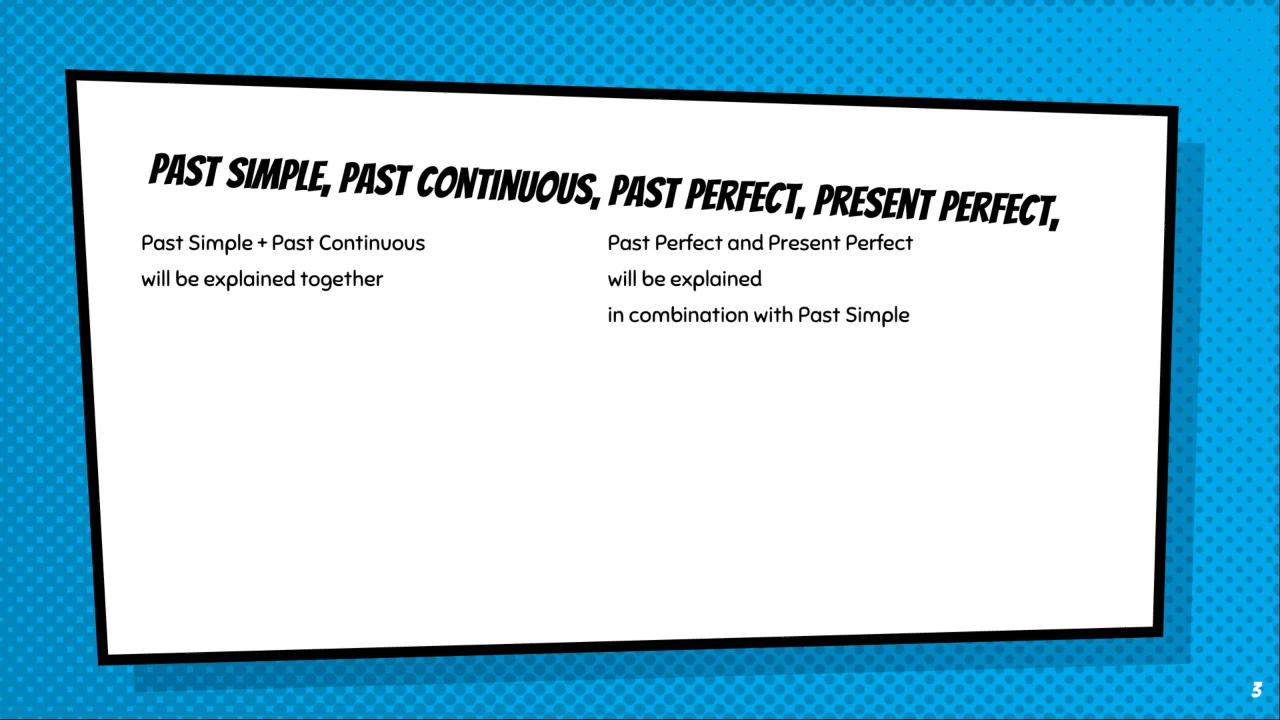 PAST SIMPLE, PAST CONTINUOUS, PAST PERFECT, PRESENT PERFECT,
Past Simple + Past Continuous
will be explained together
Past Perfect and Present Perfect
will be explained
in combination with Past Simple
3